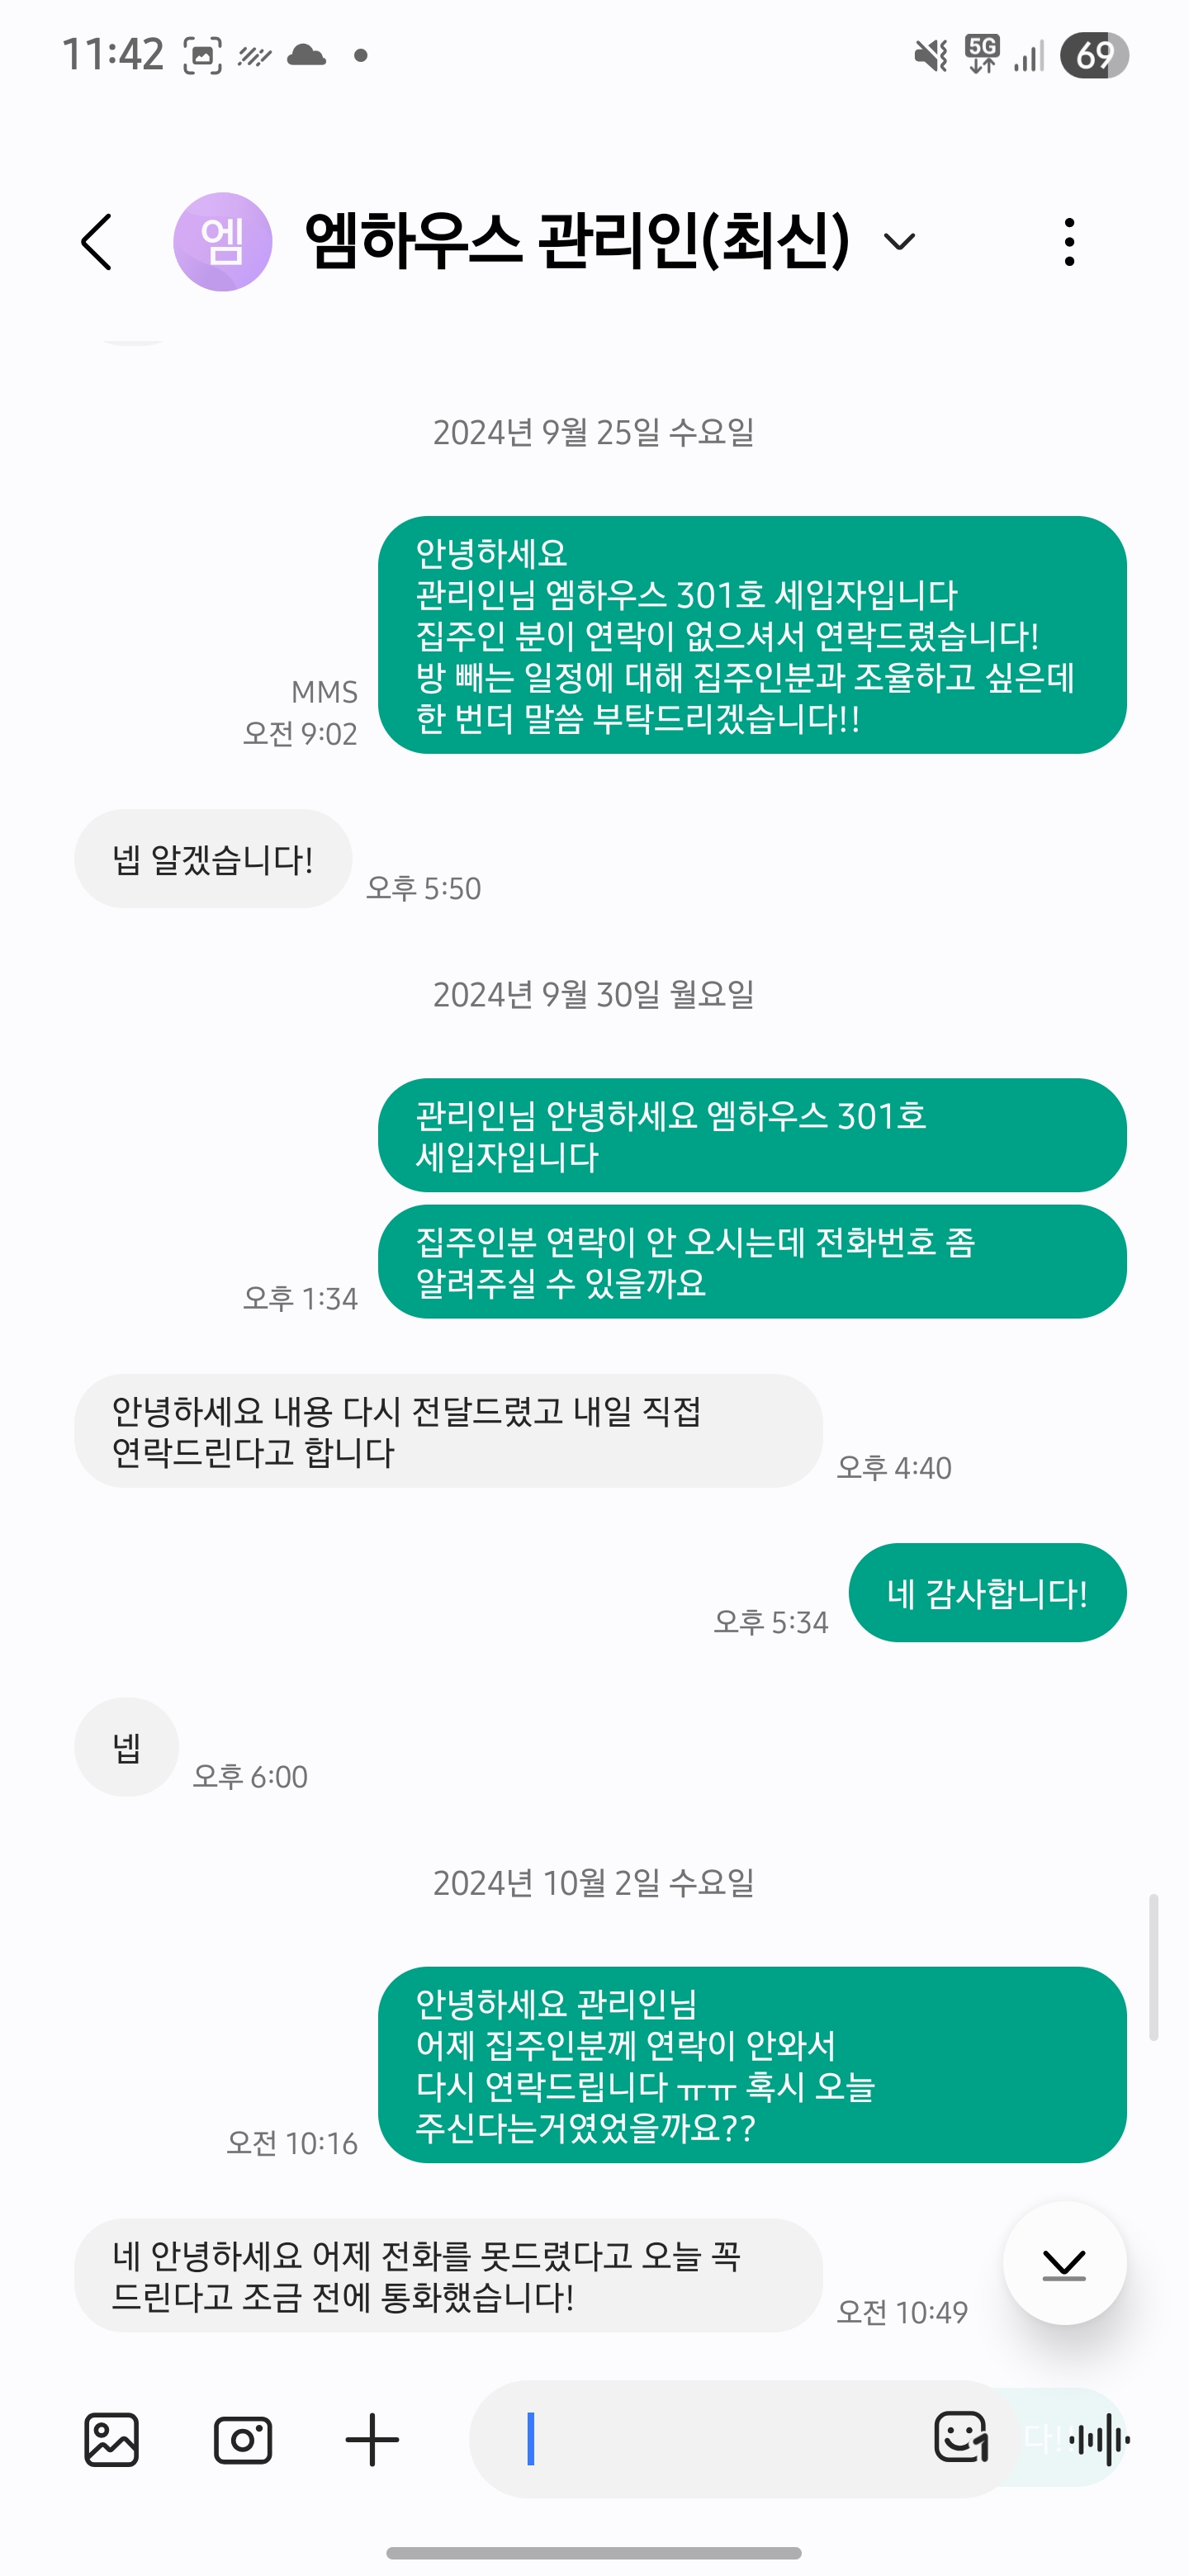 11:42
5G
69
엠
엠하우스 관리인(최신)
2024년 9월 25일 수요일
안녕하세요
관리인님 엠하우스 301호 세입자입니다
집주인 분이 연락이 없으셔서 연락드렸습니다!
방 빼는 일정에 대해 집주인분과 조율하고 싶은데
한 번더 말씀 부탁드리겠습니다!!
MMS
오전 9:02
넵 알겠습니다!
오후 5:50
2024년 9월 30일 월요일
관리인님 안녕하세요 엠하우스 301호
세입자입니다
집주인분 연락이 안 오시는데 전화번호 좀
알려주실 수 있을까요
오후 1:34
안녕하세요 내용 다시 전달드렸고 내일 직접
연락드린다고 합니다
오후 4:40
네 감사합니다!
오후 5:34
넵
오후 6:00
2024년 10월 2일 수요일
안녕하세요 관리인님
어제 집주인분께 연락이 안와서
다시 연락드립니다 ㅠㅠ 혹시 오늘
주신다는거였었을까요??
오전 10:16
네 안녕하세요 어제 전화를 못드렸다고 오늘 꼭
드린다고 조금 전에 통화했습니다!
오전 10:49